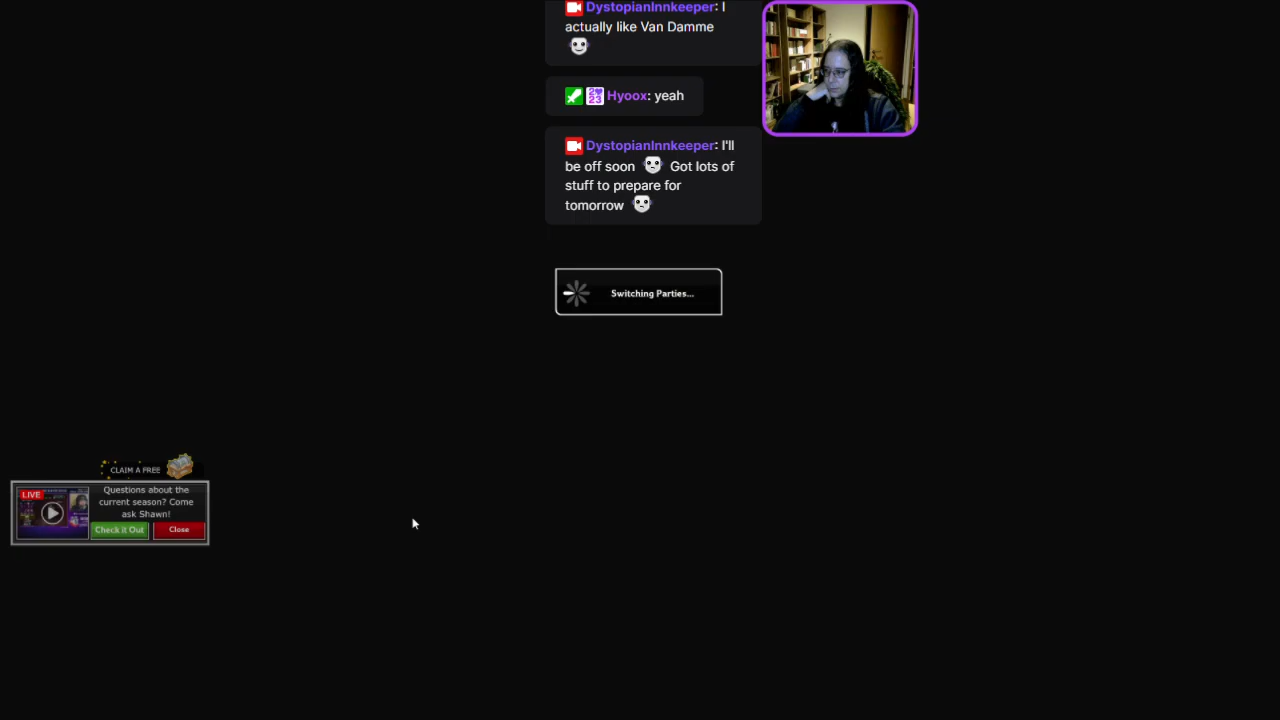 DystopianInnkeeper: I
actually like Van Damme
Hyoox: yeah
DystopianInnkeeper: I'll
be off soon Got lots of
stuff to prepare for
tomorrow
Switching Parties...
CLAIM A FREE
LIVE
Questions about the
current season? Come
ask Shawn!
Check it Out
Close